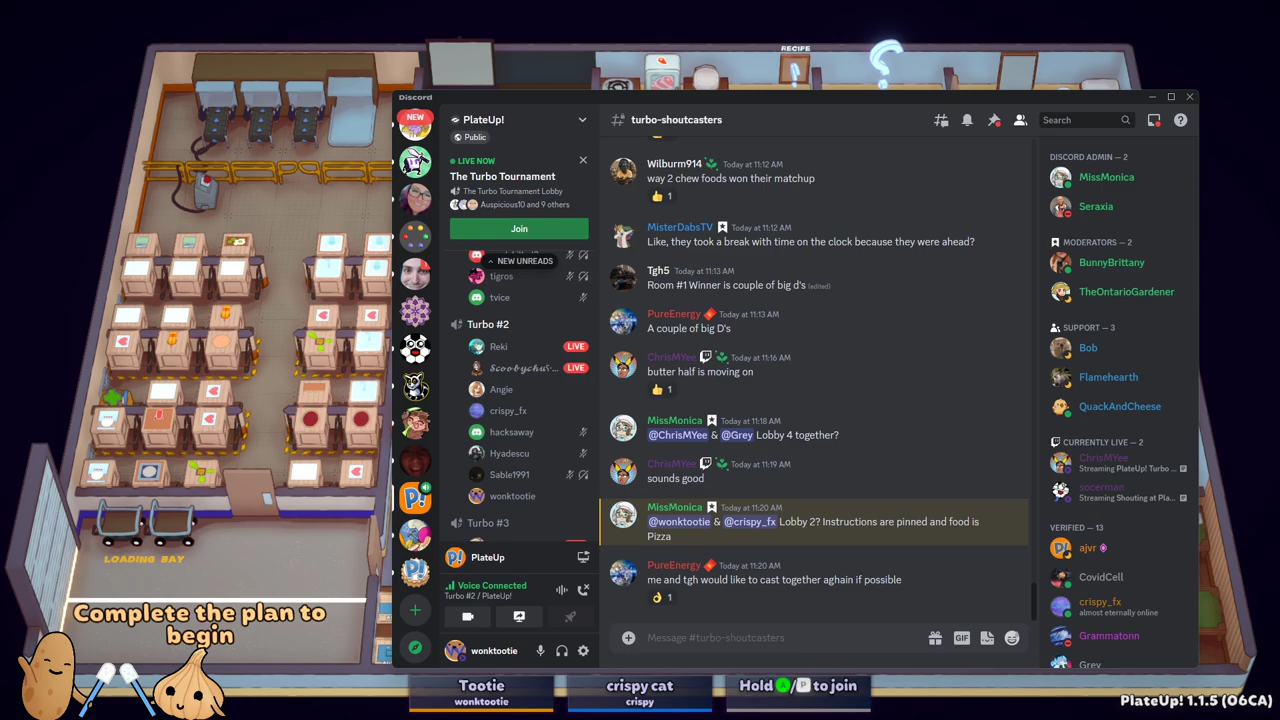 RECIPE
Discord
NEW
PlateUp!
Public
LIVE NOW
The Turbo Tournament
The Turbo Tournament Lobby
Auspicious10 and 9 others
Join
NEW UNREADS
tigros
tvice
Turbo #2
Reki
LIVE
Scoobychu
LIVE
Angie
crispy_fx
hacksaway
Hyadescu
Sable1991
wonktootie
Turbo #3
PlateUp
Voice Connected
Turbo #2 / PlateUp!
wonktootie
turbo-shoutcasters
Search
Wilburm914 Today at 11:12 AM
way 2 chew foods won their matchup
1
MisterDabsTV Today at 11:12 AM
Like, they took a break with time on the clock because they were ahead?
Tgh5 Today at 11:13 AM
Room #1 Winner is couple of big d's (edited)
PureEnergy Today at 11:13 AM
A couple of big D's
ChrisMYee Today at 11:16 AM
butter half is moving on
1
MissMonica Today at 11:18 AM
@ChrisMYee & @Grey Lobby 4 together?
ChrisMYee Today at 11:19 AM
sounds good
MissMonica Today at 11:20 AM
@wonktootie & @crispy_fx Lobby 2? Instructions are pinned and food is
Pizza
PureEnergy Today at 11:20 AM
me and tgh would like to cast together aghain if possible
1
Message #turbo-shoutcasters
GIF
DISCORD ADMIN — 2
MissMonica
Seraxia
MODERATORS — 2
BunnyBrittany
TheOntarioGardener
SUPPORT — 3
Bob
Flamehearth
QuackAndCheese
CURRENTLY LIVE — 2
ChrisMYee
Streaming PlateUp! Turbo ...
socerman
Streaming Shouting at Pla...
VERIFIED — 13
ajvr
CovidCell
crispy_fx
almost eternally online
Grammatonn
Grey
LOADING BAY
Complete the plan to
begin
Tootie
wonktootie
crispy cat
crispy
Hold A/P to join
PlateUp! 1.1.5 (06CA)